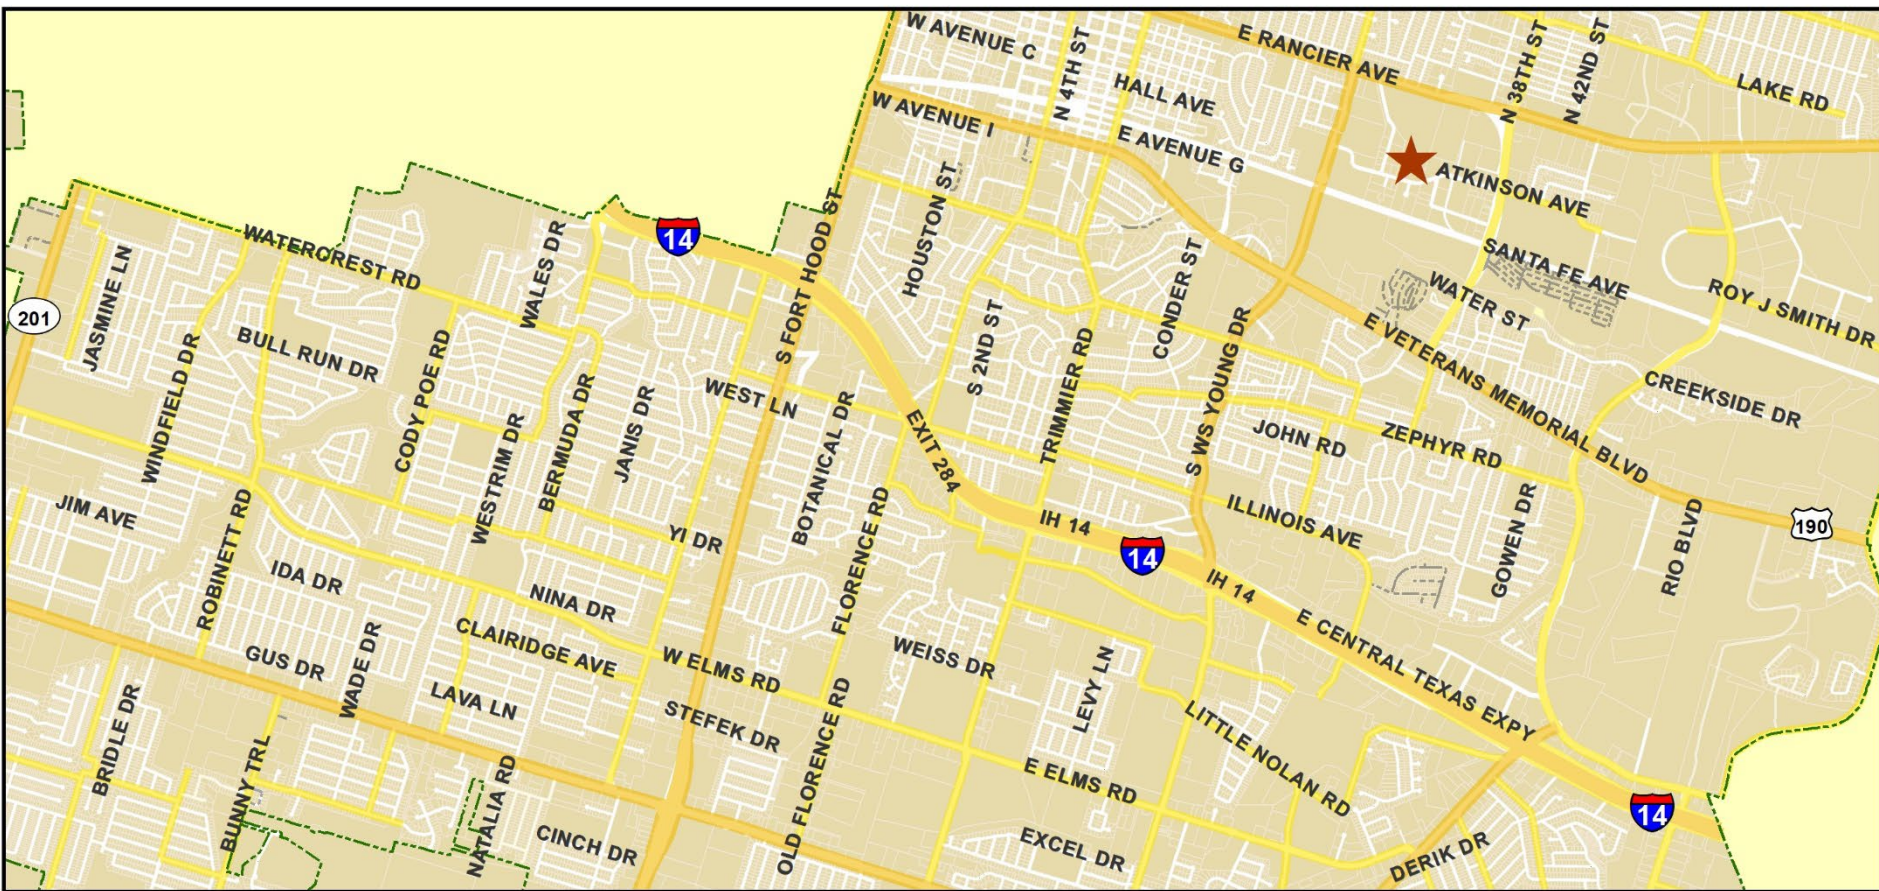 W AVENUE C
N 4TH ST
HALL AVE
E RANCIER AVE
N 38TH ST
N 42ND ST
LAKE RD
W AVENUE I
E AVENUE G
ATKINSON AVE
WATERCREST RD
WALES DR
14
S FORT HOOD ST
HOUSTON ST
CONDER ST
SANTA FE AVE
WATER ST
ROY J SMITH DR
201
JASMINE LN
WINDFIELD DR
BULL RUN DR
CODY POE RD
WESTRIM DR
BERMUDA DR
JANIS DR
WEST LN
BOTANICAL DR
S 2ND ST
TRIMMIER RD
S WS YOUNG DR
E VETERANS MEMORIAL BLVD
CREEKSIDE DR
JOHN RD
ZEPHYR RD
EXIT 284
JIM AVE
ROBINETT RD
YI DR
FLORENCE RD
IH 14
14
ILLINOIS AVE
GOWEN DR
RIO BLVD
190
IDA DR
NINA DR
IH 14
E CENTRAL TEXAS EXPY
GUS DR
WADE DR
CLAIRIDGE AVE
W ELMS RD
WEISS DR
LEVY LN
LITTLE NOLAN RD
BRIDLE DR
BUNNY TRL
LAVA LN
NATALIA RD
STEFEK DR
OLD FLORENCE RD
E ELMS RD
14
CINCH DR
EXCEL DR
DERIK DR